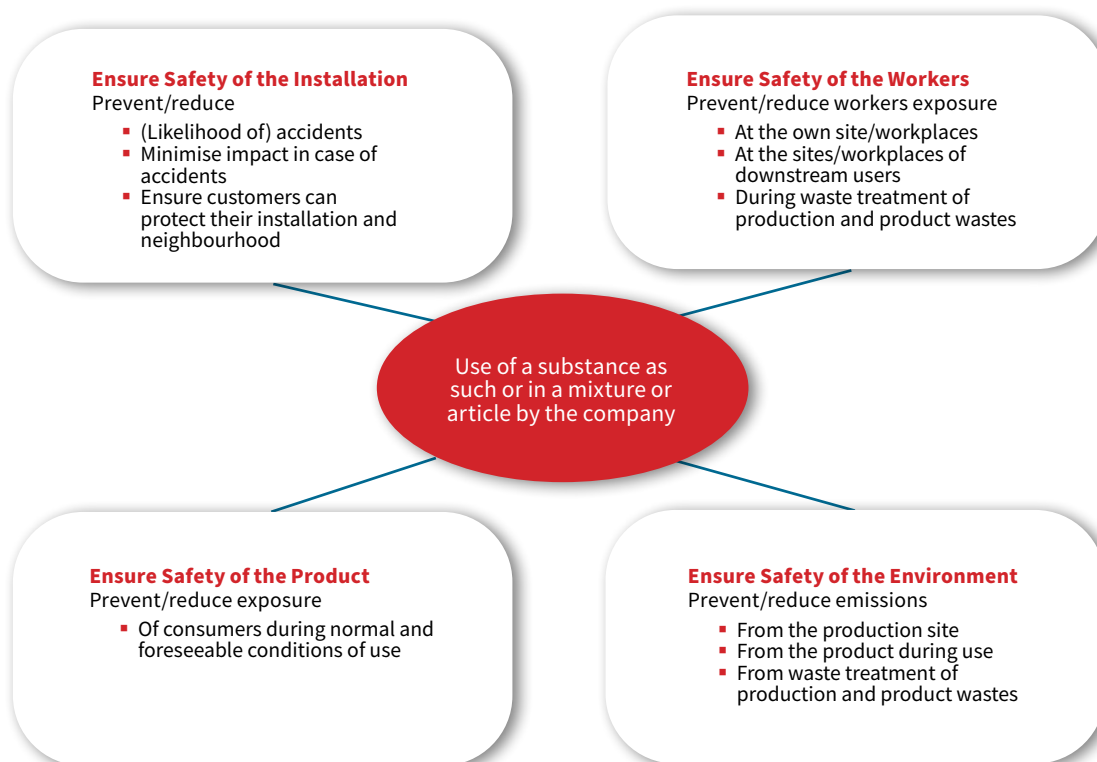 Ensure Safety of the Installation
Prevent/reduce
▪ (Likelihood of) accidents
▪ Minimise impact in case of
accidents
▪ Ensure customers can
protect their installation and
neighbourhood
Ensure Safety of the Workers
Prevent/reduce workers exposure
▪ At the own site/workplaces
▪ At the sites/workplaces of
downstream users
▪ During waste treatment of
production and product wastes
Use of a substance as
such or in a mixture or
article by the company
Ensure Safety of the Product
Prevent/reduce exposure
▪ Of consumers during normal and
foreseeable conditions of use
Ensure Safety of the Environment
Prevent/reduce emissions
▪ From the production site
▪ From the product during use
▪ From waste treatment of
production and product wastes